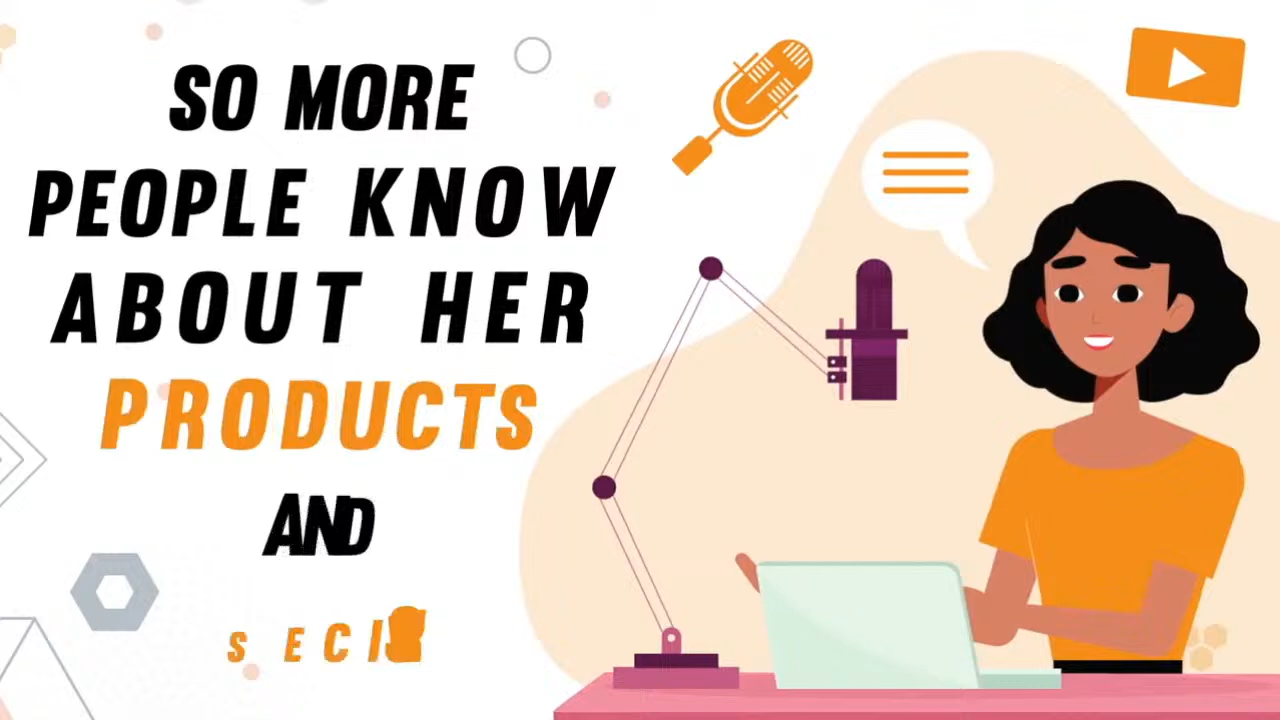 SO MORE
PEOPLE KNOW
ABOUT HER
PRODUCTS
AND